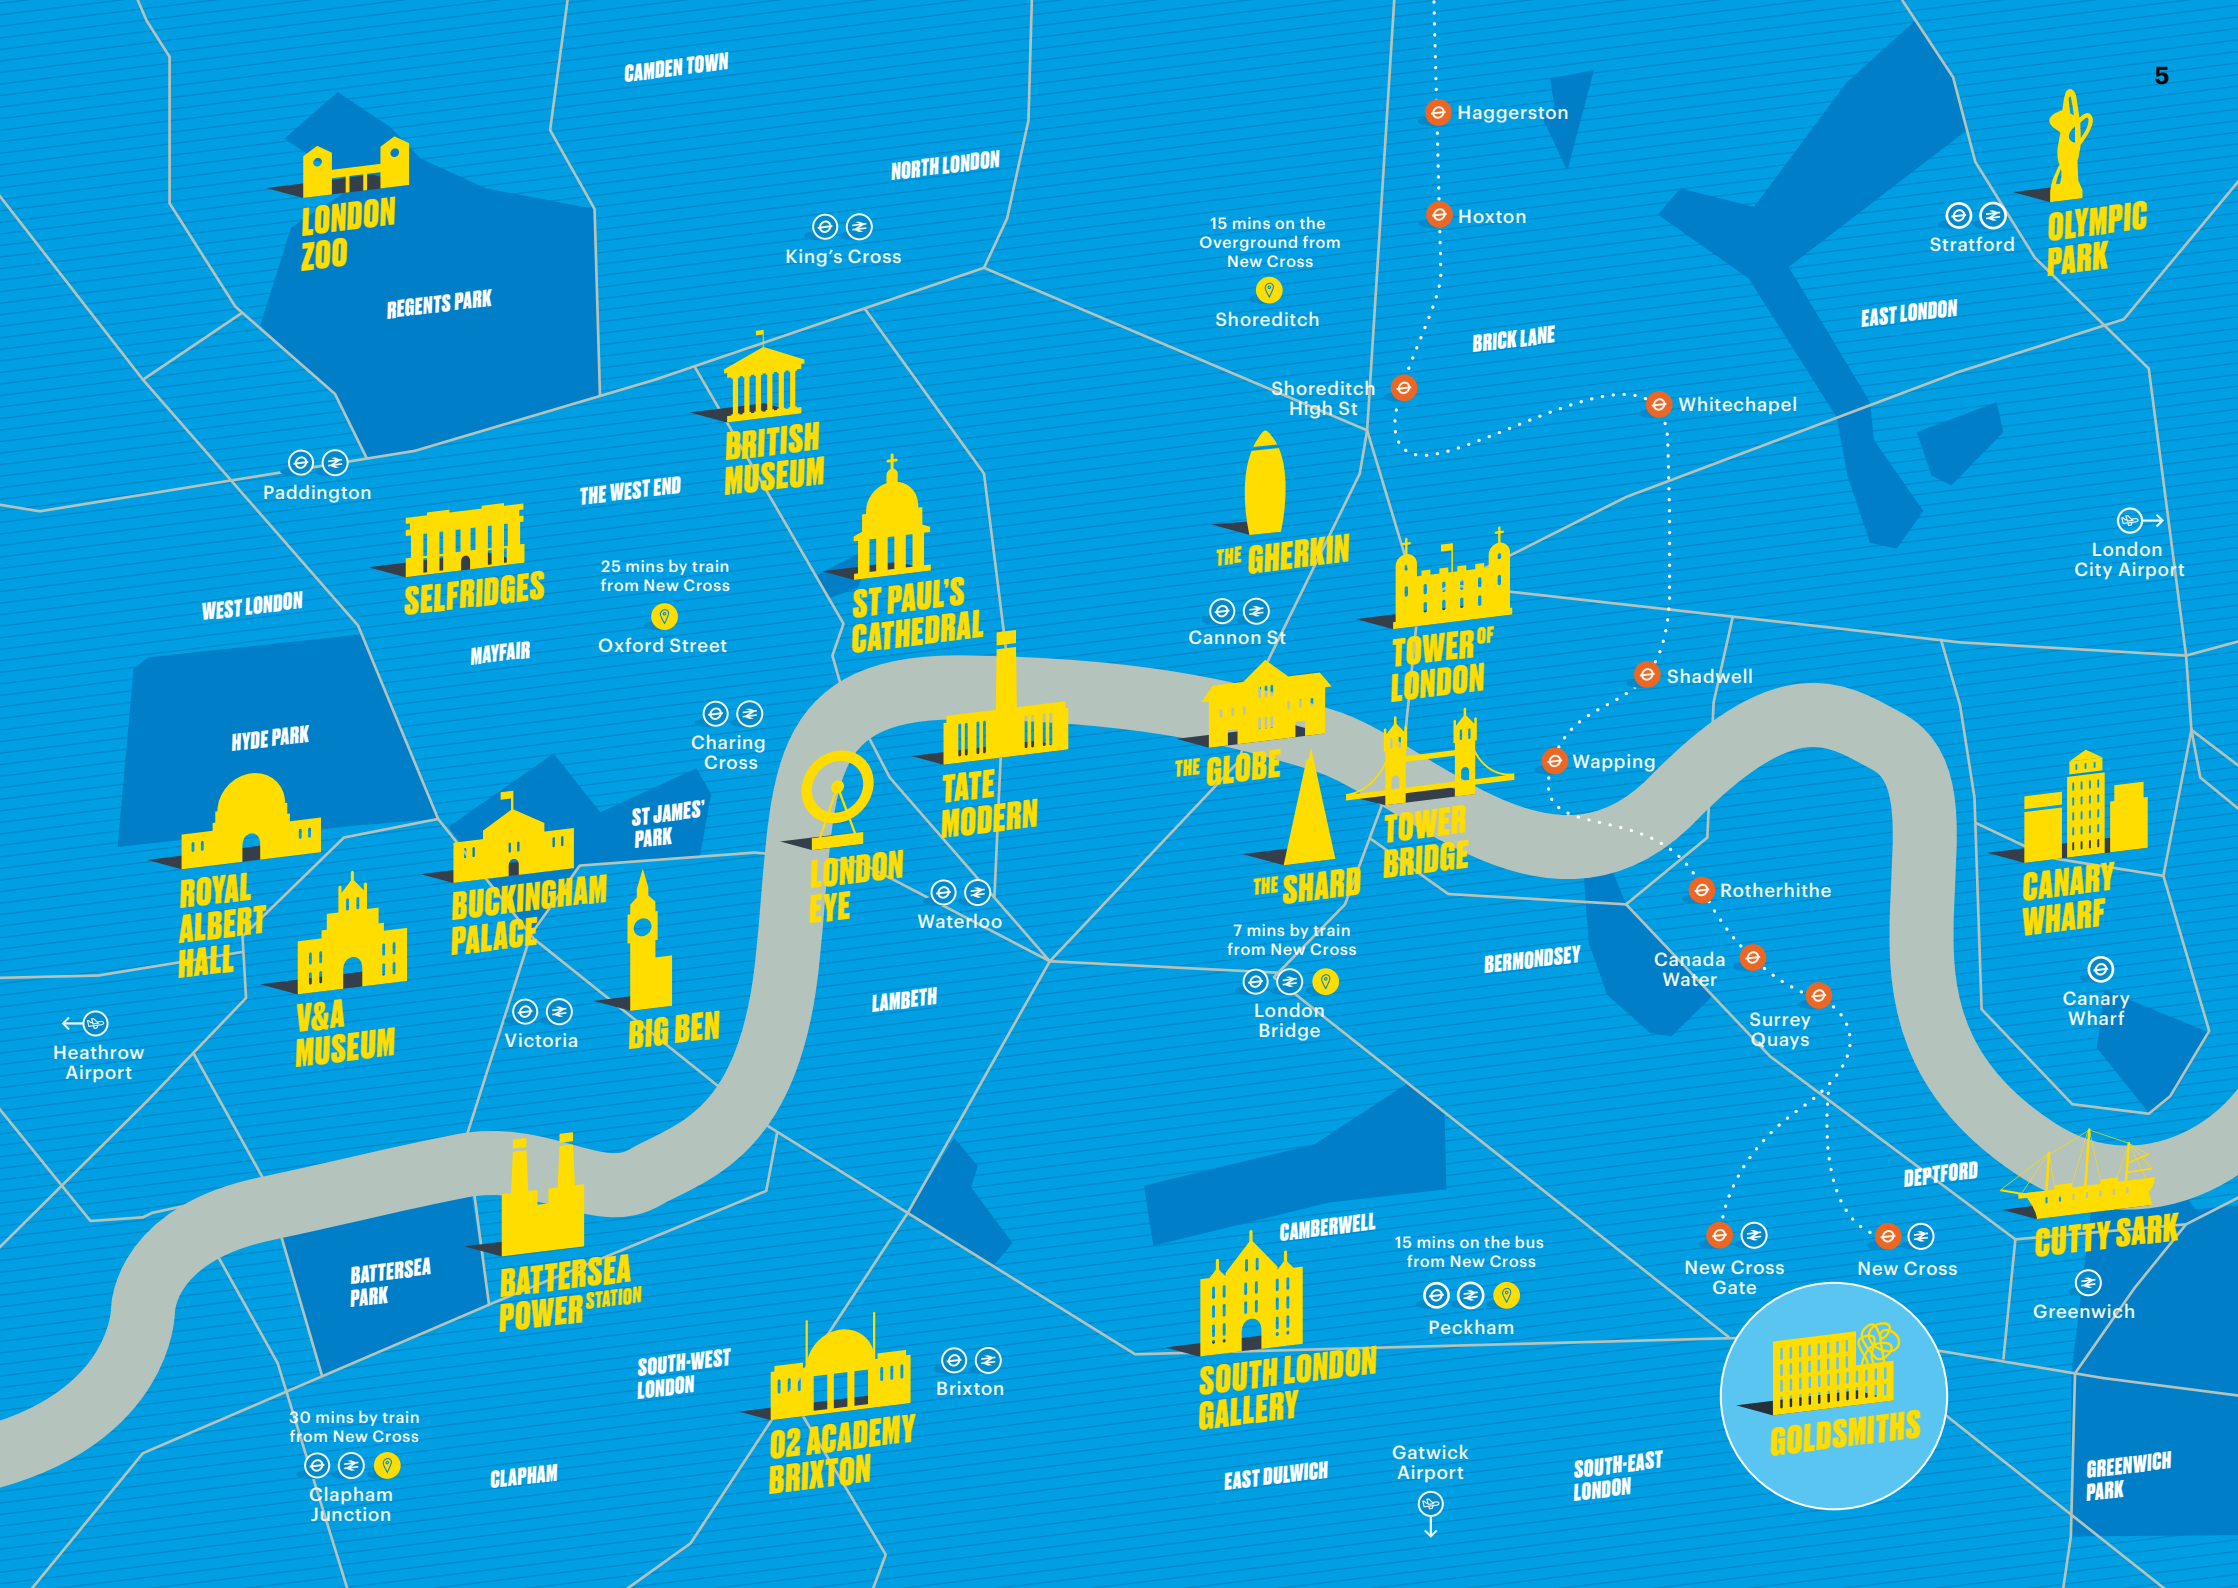 5
CAMDEN TOWN
Haggerston
NORTH LONDON
LONDON
ZOO
King's Cross
Hoxton
15 mins on the
Overground from
New Cross
Shoreditch
Stratford
OLYMPIC
PARK
REGENTS PARK
EAST LONDON
BRICK LANE
Shoreditch
High St
Whitechapel
BRITISH
MUSEUM
Paddington
THE WEST END
SELFRIDGES
25 mins by train
from New Cross
Oxford Street
ST PAUL'S
CATHEDRAL
THE GHERKIN
London
City Airport
WEST LONDON
MAYFAIR
Cannon St
TOWER OF
LONDON
Shadwell
HYDE PARK
Charing
Cross
TATE
MODERN
THE GLOBE
Wapping
ST JAMES'
PARK
TOWER
BRIDGE
ROYAL
ALBERT
HALL
BUCKINGHAM
PALACE
LONDON
EYE
Waterloo
THE SHARD
Rotherhithe
CANARY
WHARF
7 mins by train
from New Cross
London
Bridge
BERMONDSEY
Canada
Water
Canary
Wharf
V&A
MUSEUM
Victoria
BIG BEN
LAMBETH
Surrey
Quays
Heathrow
Airport
DEPTFORD
CUTTY SARK
BATTERSEA
PARK
BATTERSEA
POWER STATION
CAMBERWELL
15 mins on the bus
from New Cross
Peckham
New Cross
Gate
New Cross
Greenwich
SOUTH-WEST
LONDON
Brixton
SOUTH LONDON
GALLERY
30 mins by train
from New Cross
Clapham
Junction
CLAPHAM
O2 ACADEMY
BRIXTON
EAST DULWICH
Gatwick
Airport
SOUTH-EAST
LONDON
GOLDSMITHS
GREENWICH
PARK